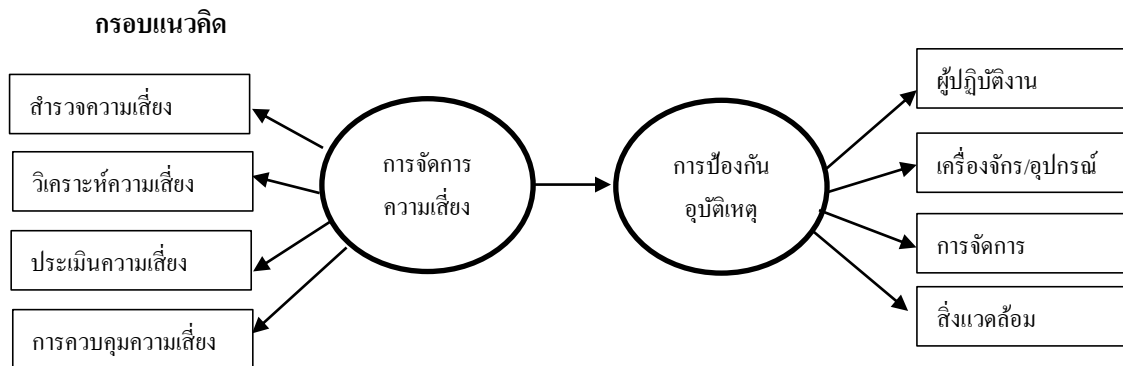 กรอบแนวคิด
สำรวจความเสี่ยง
วิเคราะห์ความเสี่ยง
ประเมินความเสี่ยง
การควบคุมความเสี่ยง
การจัดการ
ความเสี่ยง
การป้องกัน
อุบัติเหตุ
ผู้ปฏิบัติงาน
เครื่องจักร/อุปกรณ์
การจัดการ
สิ่งแวดล้อม